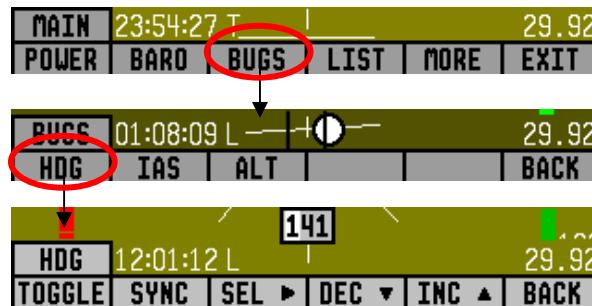 MAIN 23:54:27 T 29.92
POWER BARO BUGS LIST MORE EXIT
BUGS 01:08:09 L 29.92
HDG IAS ALT BACK
141
HDG 12:01:12 L 29.92
TOGGLE SYNC SEL ► DEC ▼ INC ▲ BACK